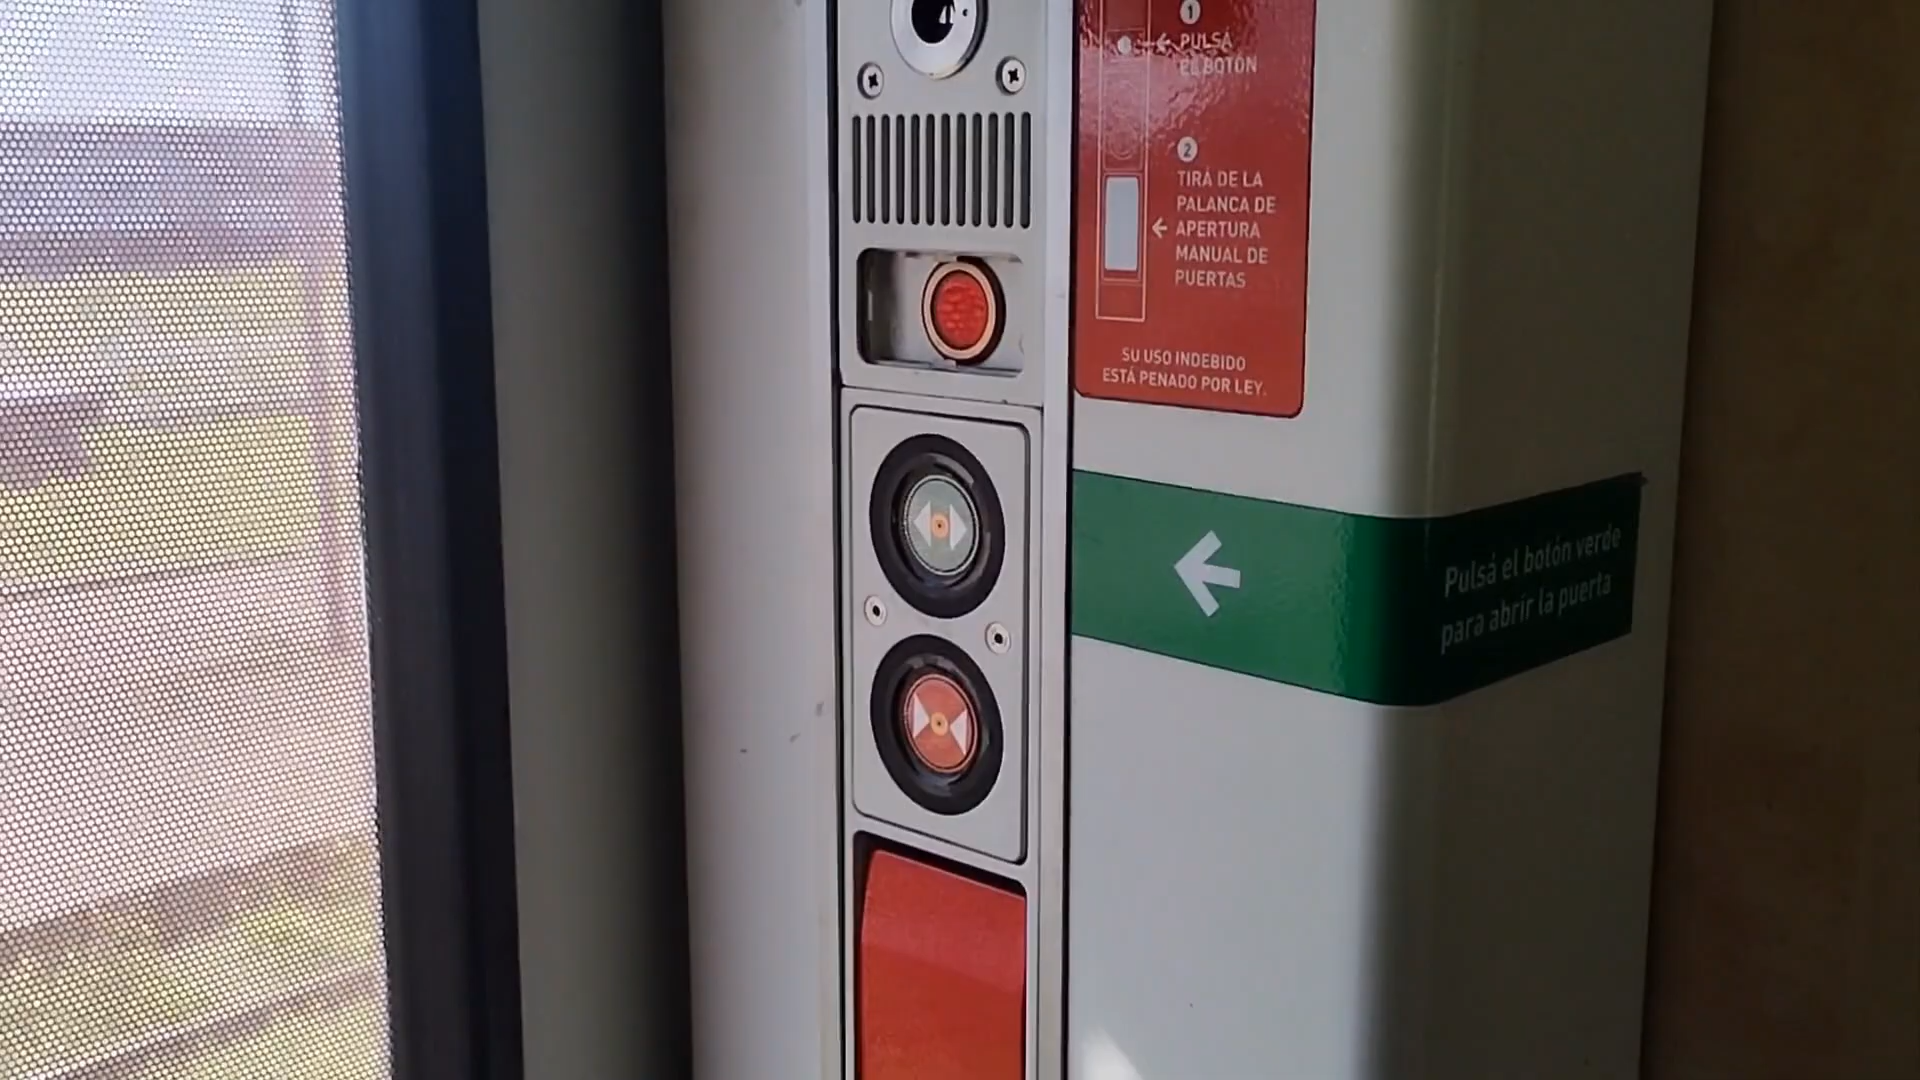 1
PULSÁ
EL BOTÓN
2
TIRÁ DE LA
PALANCA DE
APERTURA
MANUAL DE
PUERTAS
SU USO INDEBIDO
ESTÁ PENADO POR LEY.
Pulsá el botón verde
para abrir la puerta